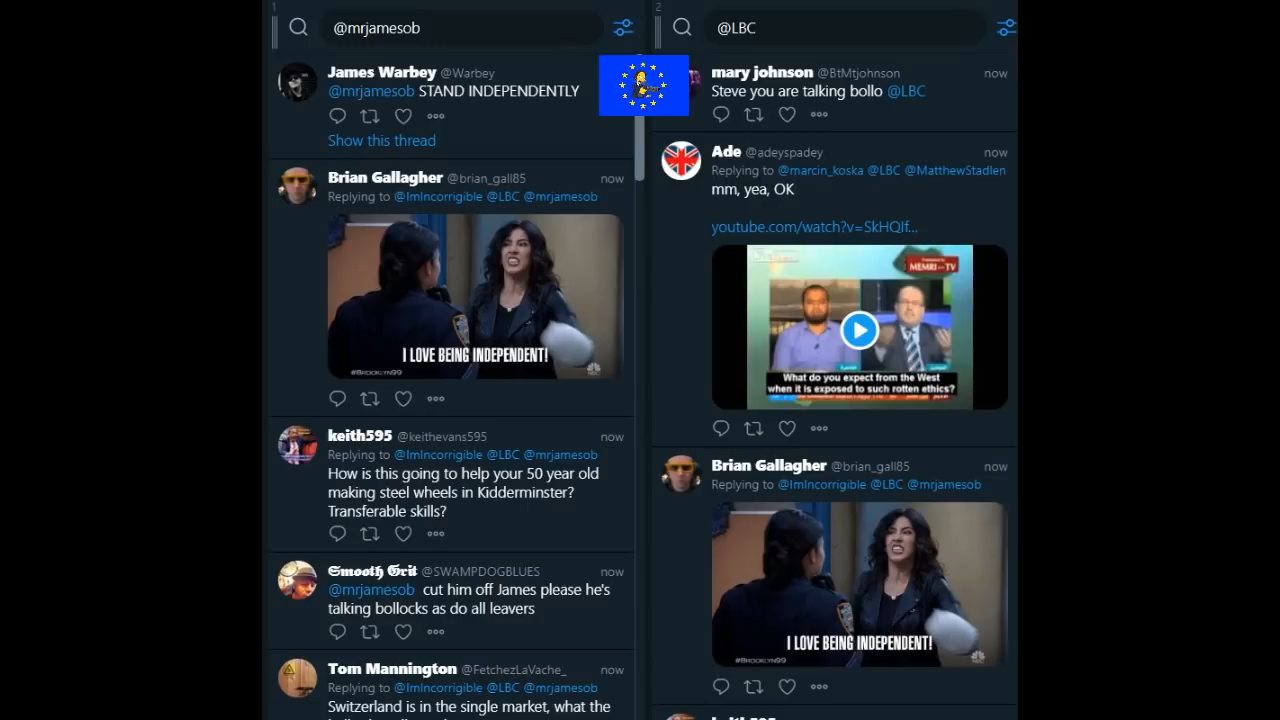 1
@mrjamesob
James Warbey @Warbey
@mrjamesob STAND INDEPENDENTLY
Show this thread
Brian Gallagher @brian_gall85 now
Replying to @ImIncorrigible @LBC @mrjamesob
I LOVE BEING INDEPENDENT!
#BROOKLYN99
keith595 @keithevans595 now
Replying to @ImIncorrigible @LBC @mrjamesob
How is this going to help your 50 year old
making steel wheels in Kidderminster?
Transferable skills?
Smooth Grit @SWAMPDOGBLUES now
@mrjamesob cut him off James please he's
talking bollocks as do all leavers
Tom Mannington @FetchezLaVache_ now
Replying to @ImIncorrigible @LBC @mrjamesob
Switzerland is in the single market, what the
2
@LBC
mary johnson @BtMtjohnson now
Steve you are talking bollo @LBC
Ade @adeyspadey now
Replying to @marcin_koska @LBC @MatthewStadlen
mm, yea, OK
youtube.com/watch?v=SkHQIf...
MEMRI TV
What do you expect from the West
when it is exposed to such rotten ethics?
Brian Gallagher @brian_gall85 now
Replying to @ImIncorrigible @LBC @mrjamesob
I LOVE BEING INDEPENDENT!
#BROOKLYN99